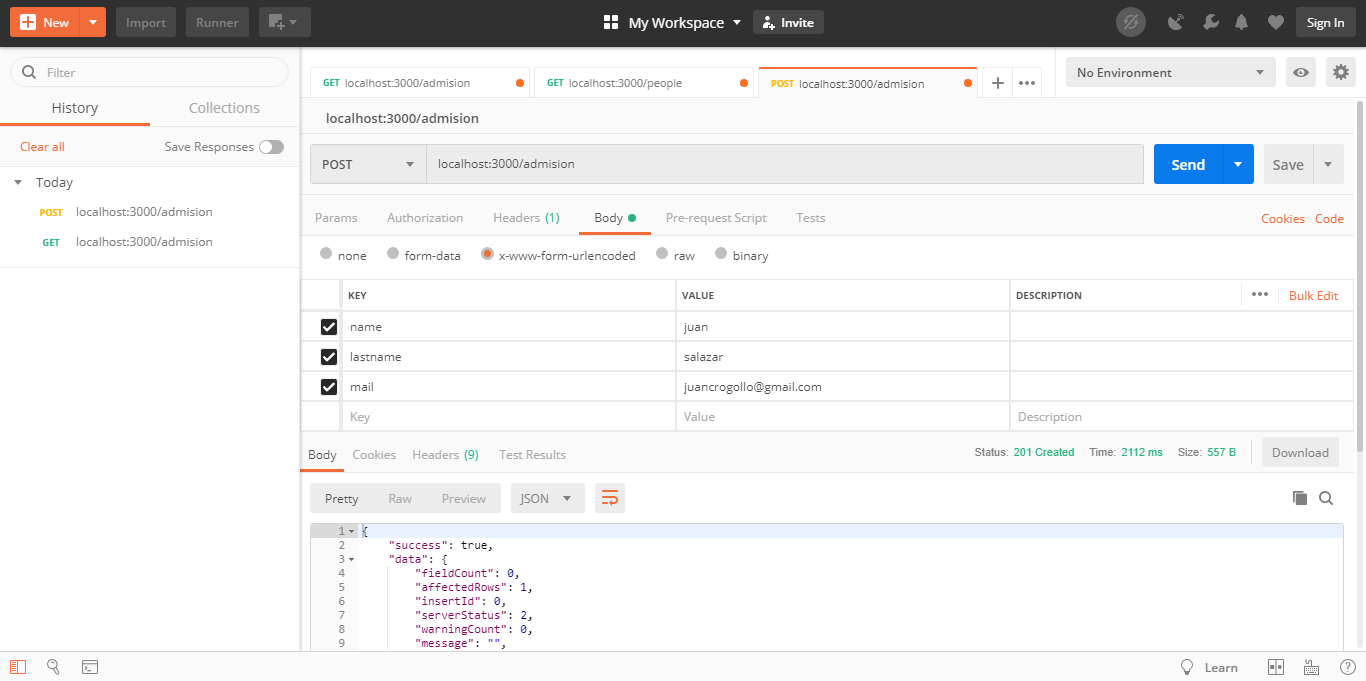 New Import Runner My Workspace Invite Sign In
Filter
History Collections
Clear all Save Responses
Today
POST localhost:3000/admision
GET localhost:3000/admision
GET localhost:3000/admision GET localhost:3000/people POST localhost:3000/admision No Environment
localhost:3000/admision
POST localhost:3000/admision Send Save
Params Authorization Headers (1) Body Pre-request Script Tests Cookies Code
none form-data x-www-form-urlencoded raw binary
KEY VALUE DESCRIPTION Bulk Edit
name juan
lastname salazar
mail juancrogollo@gmail.com
Key Value Description
Body Cookies Headers (9) Test Results Status: 201 Created Time: 2112 ms Size: 557 B Download
Pretty Raw Preview JSON
1 {
2 "success": true,
3 "data": {
4 "fieldCount": 0,
5 "affectedRows": 1,
6 "insertId": 0,
7 "serverStatus": 2,
8 "warningCount": 0,
9 "message": "",
Learn